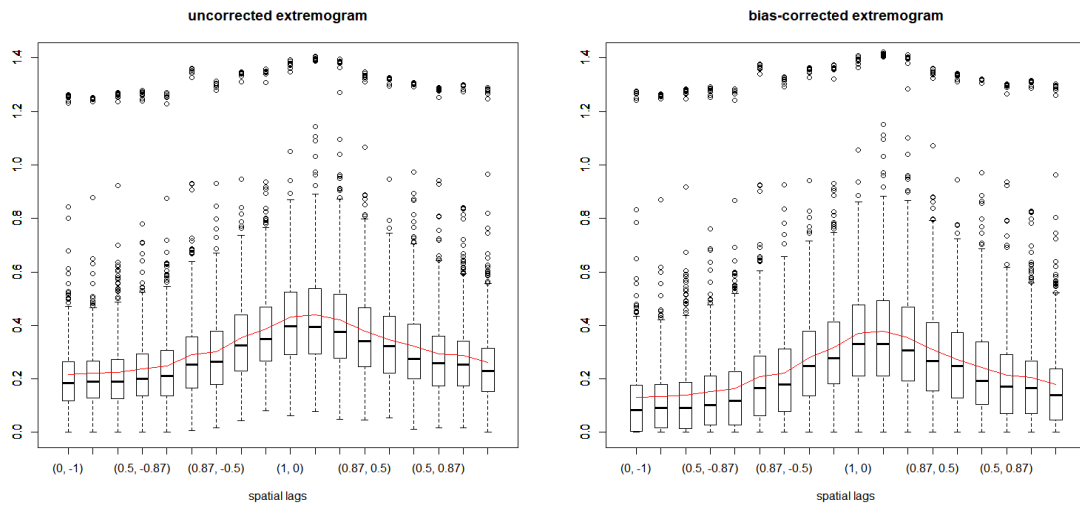 uncorrected extremogram
1.4
1.2
1.0
0.8
0.6
0.4
0.2
0.0
(0, -1) (0.5, -0.87) (0.87, -0.5) (1, 0) (0.87, 0.5) (0.5, 0.87)
spatial lags
bias-corrected extremogram
1.4
1.2
1.0
0.8
0.6
0.4
0.2
0.0
(0, -1) (0.5, -0.87) (0.87, -0.5) (1, 0) (0.87, 0.5) (0.5, 0.87)
spatial lags